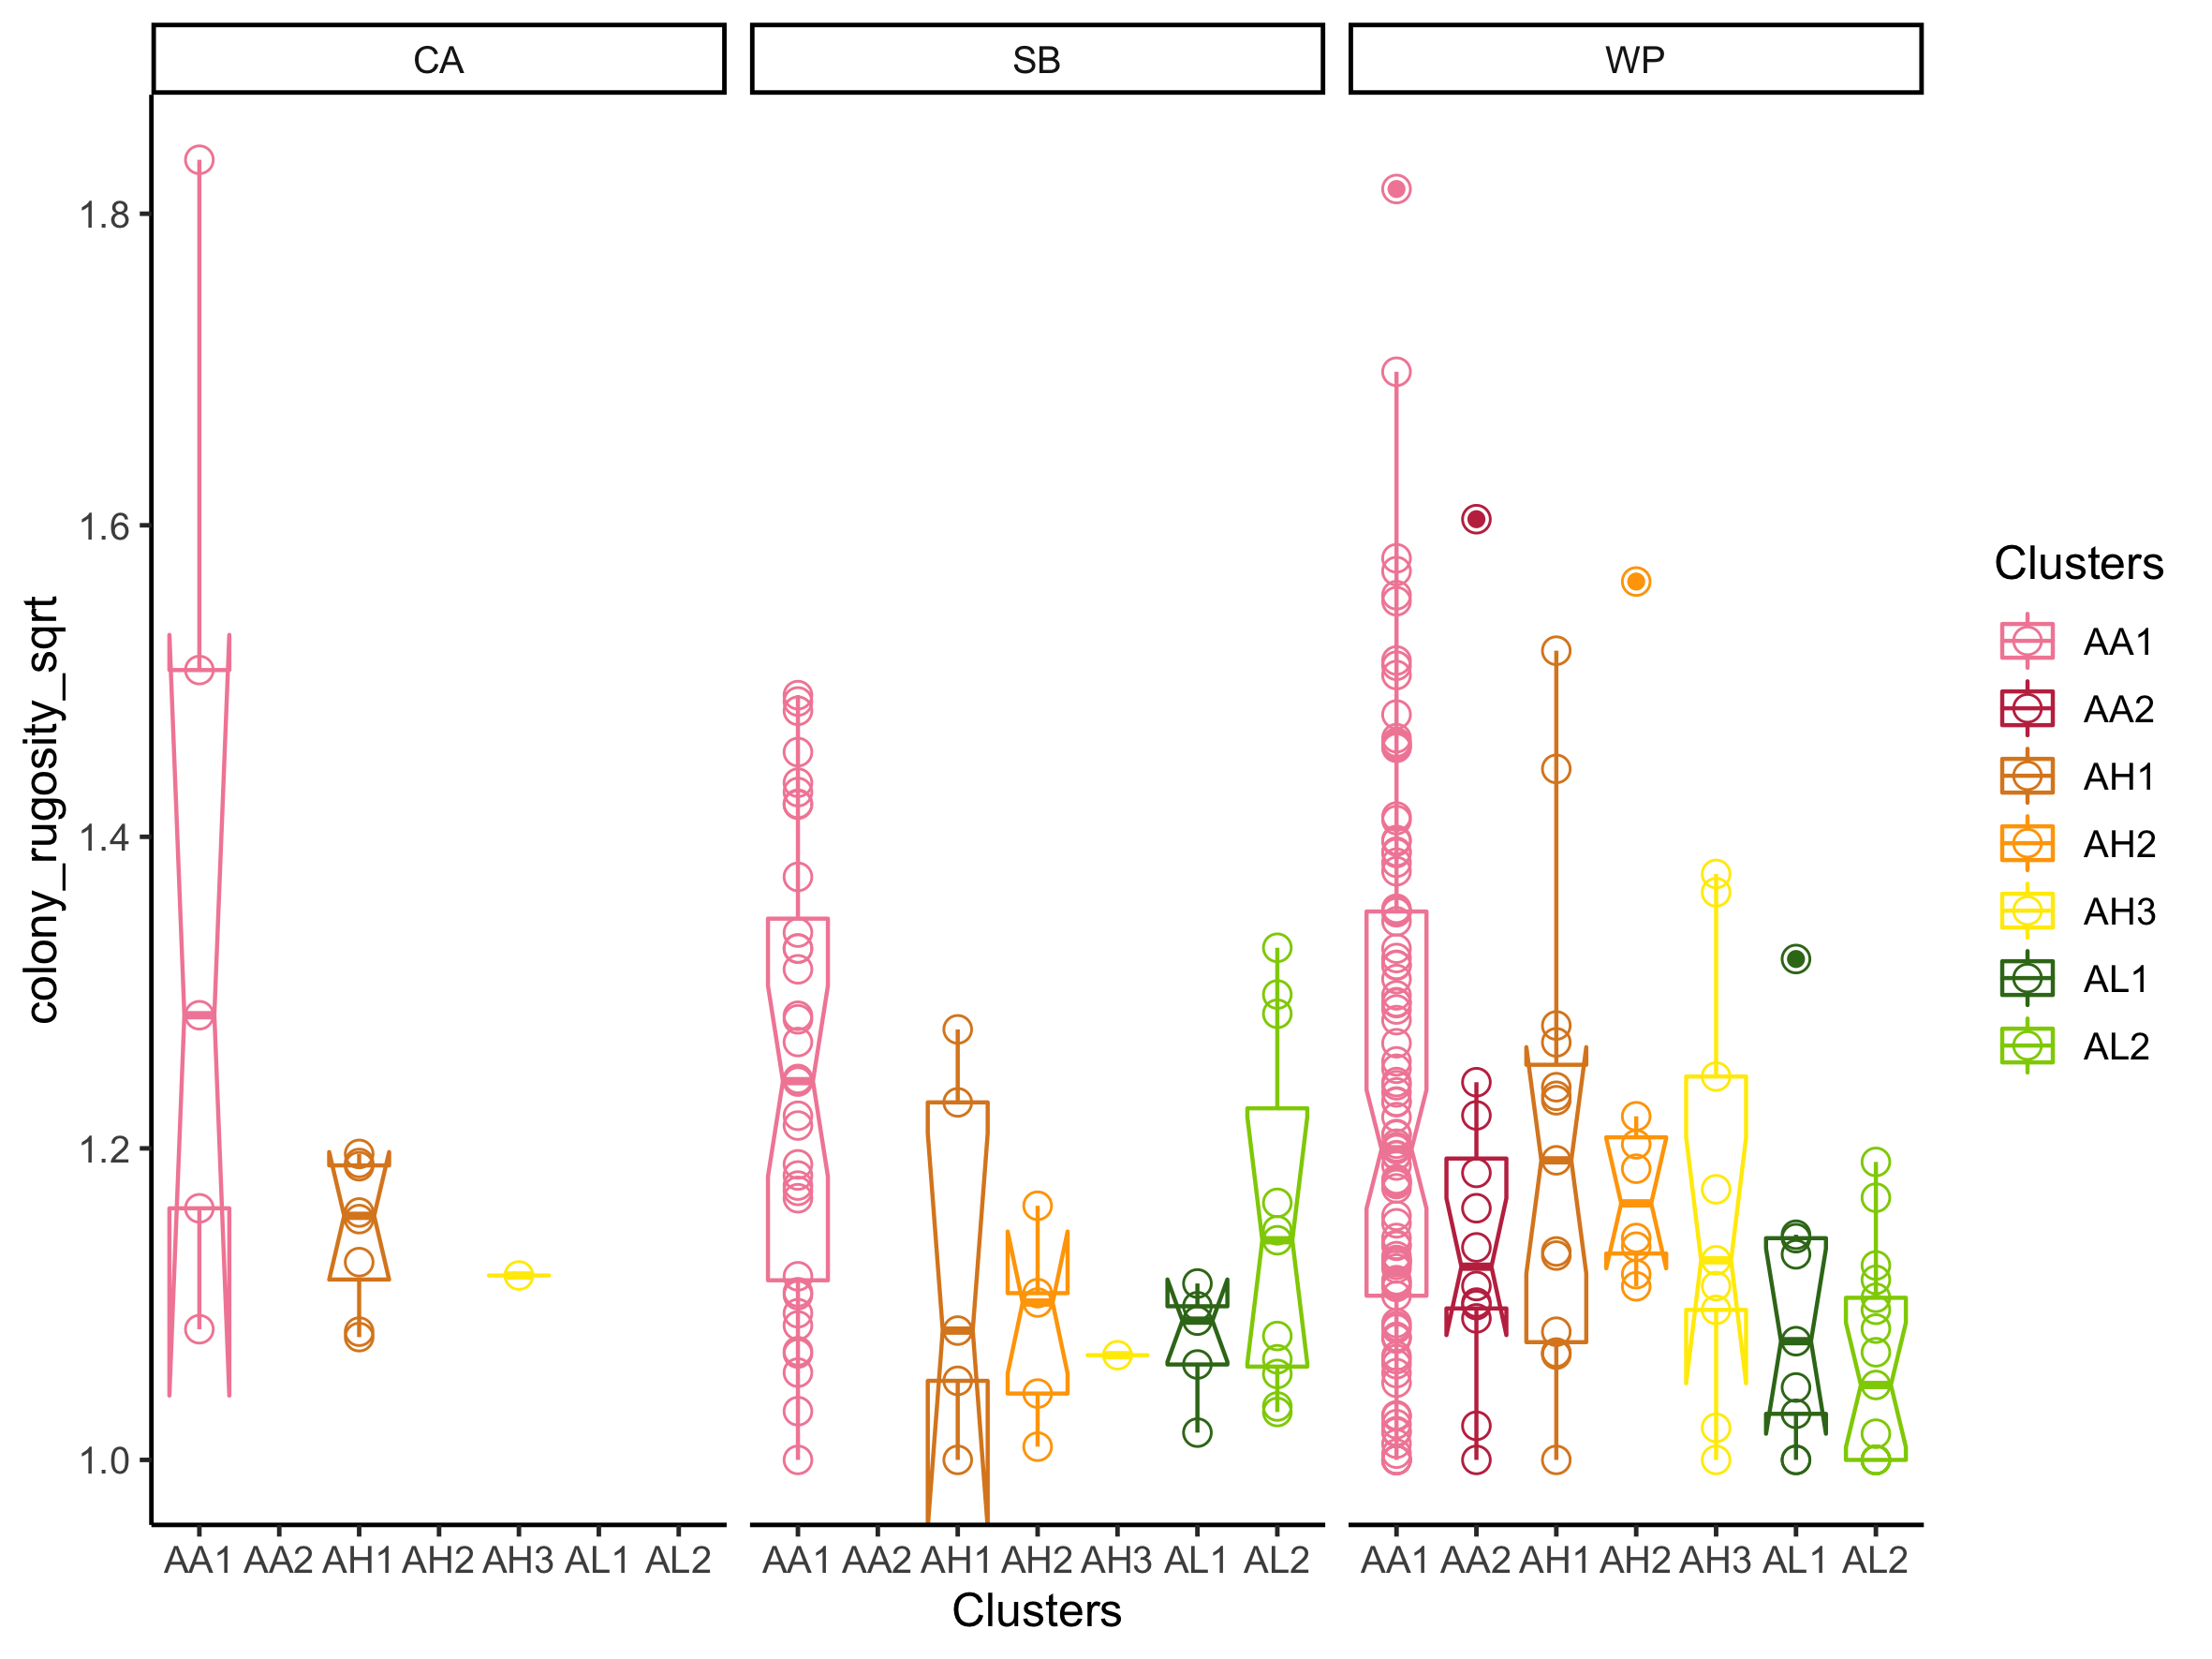 CA
SB
WP
colony_rugosity_sqrt
1.8
1.6
1.4
1.2
1.0
AA1 AA2 AH1 AH2 AH3 AL1 AL2
AA1 AA2 AH1 AH2 AH3 AL1 AL2
AA1 AA2 AH1 AH2 AH3 AL1 AL2
Clusters
Clusters
AA1
AA2
AH1
AH2
AH3
AL1
AL2